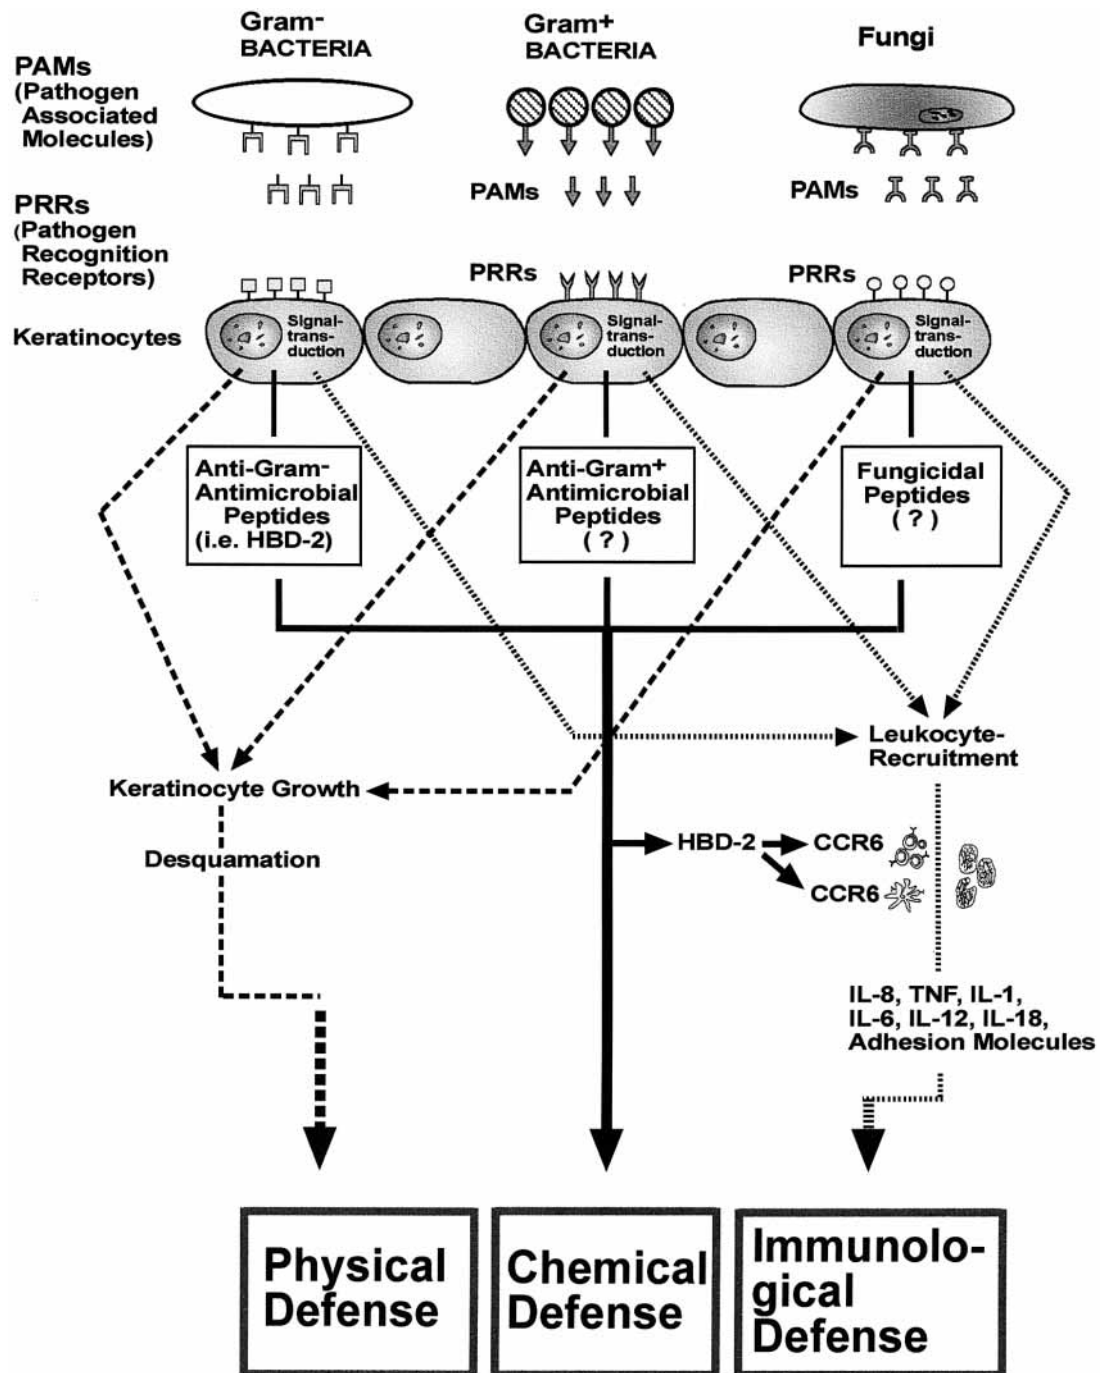 Gram-
BACTERIA
Gram+
BACTERIA
Fungi
PAMs
(Pathogen
Associated
Molecules)
PAMs
PAMs
PRRs
(Pathogen
Recognition
Receptors)
PRRs
PRRs
Keratinocytes
Signal-
trans-
duction
Signal-
trans-
duction
Signal-
trans-
duction
Anti-Gram-
Antimicrobial
Peptides
(i.e. HBD-2)
Anti-Gram+
Antimicrobial
Peptides
(?)
Fungicidal
Peptides
(?)
Leukocyte-
Recruitment
Keratinocyte Growth
Desquamation
HBD-2
CCR6
CCR6
IL-8, TNF, IL-1,
IL-6, IL-12, IL-18,
Adhesion Molecules
Physical
Defense
Chemical
Defense
Immunolo-
gical
Defense